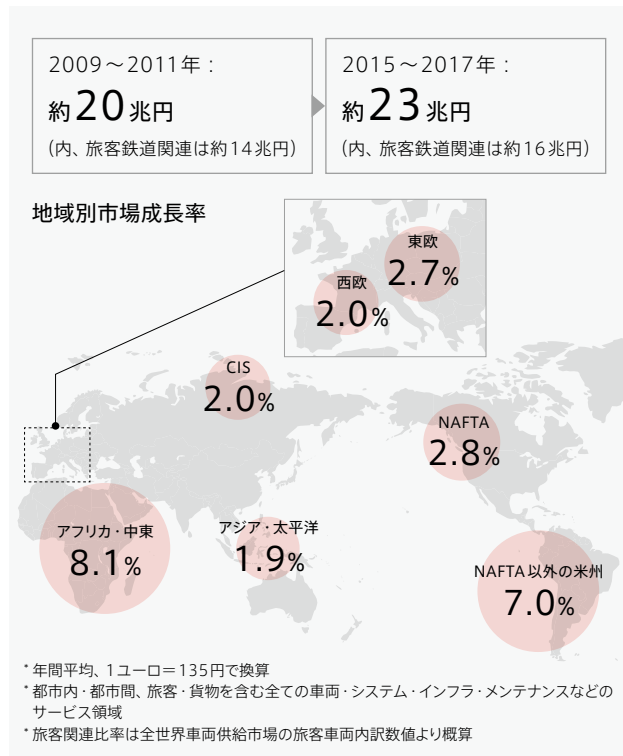 2009〜2011年：
約20兆円
(内、旅客鉄道関連は約14兆円)
2015〜2017年：
約23兆円
(内、旅客鉄道関連は約16兆円)
地域別市場成長率
東欧
2.7%
西欧
2.0%
CIS
2.0%
NAFTA
2.8%
アフリカ・中東
8.1%
アジア・太平洋
1.9%
NAFTA以外の米州
7.0%
*年間平均、1ユーロ＝135円で換算
*都市内・都市間、旅客・貨物を含む全ての車両・システム・インフラ・メンテナンスなどの
サービス領域
*旅客関連比率は全世界車両供給市場の旅客車両内訳数値より概算